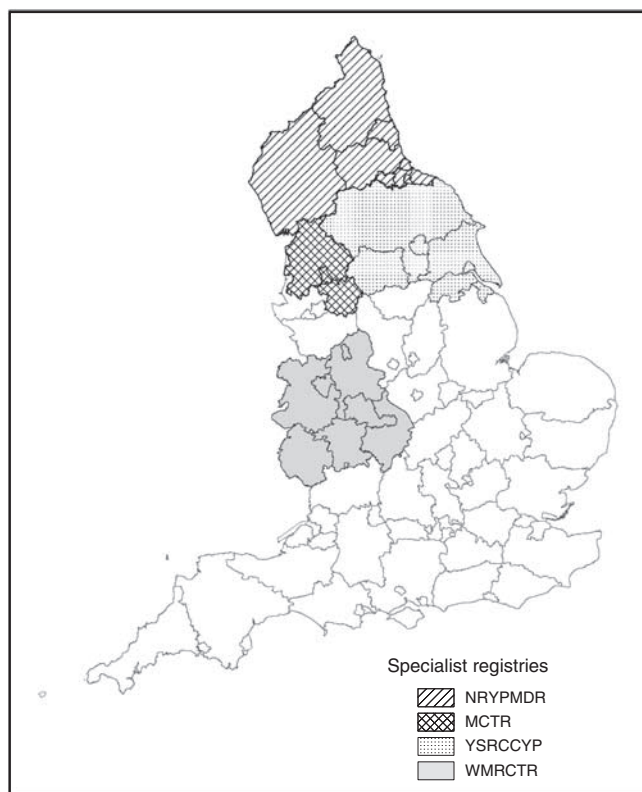 Specialist registries
NRYPMDR
MCTR
YSRCCYP
WMRCTR